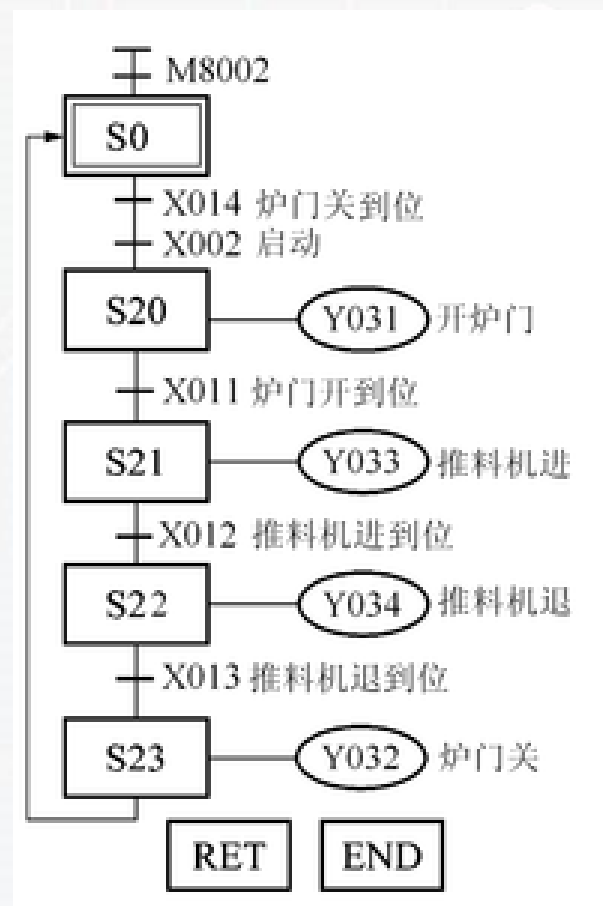 M8002
S0
X014 炉门关到位
X002 启动
S20 Y031 开炉门
X011 炉门开到位
S21 Y033 推料机进
X012 推料机进到位
S22 Y034 推料机退
X013 推料机退到位
S23 Y032 炉门关
RET END